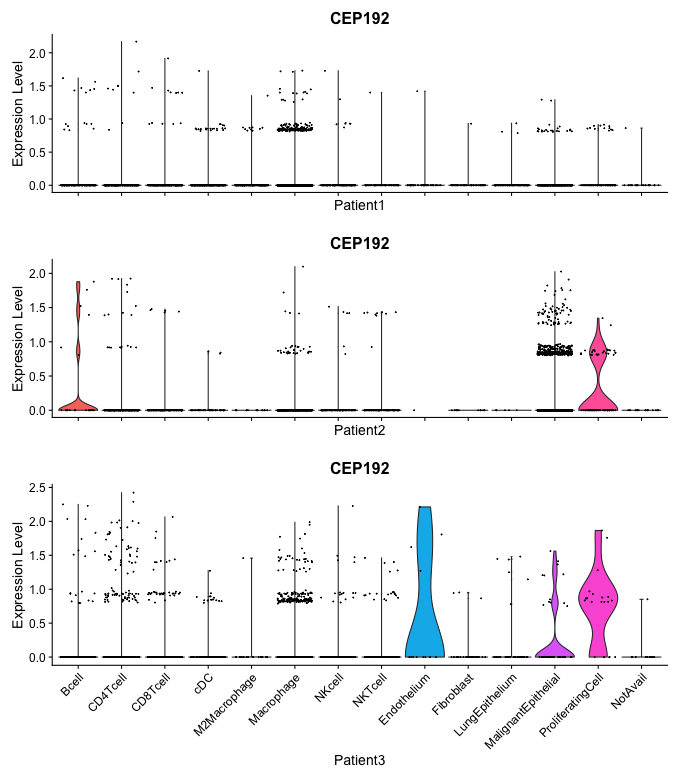 CEP192
Expression Level
2.0
1.5
1.0
0.5
0.0
Patient1
CEP192
Expression Level
2.0
1.5
1.0
0.5
0.0
Patient2
CEP192
Expression Level
2.5
2.0
1.5
1.0
0.5
0.0
Bcell
CD4Tcell
CD8Tcell
cDC
M2Macrophage
Macrophage
NKcell
NKTcell
Endothelium
Fibroblast
LungEpithelium
MalignantEpithelial
ProliferatingCell
NotAvail
Patient3